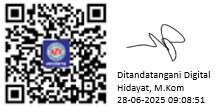 Ditandatangani Digital
Hidayat, M.Kom
28-06-2025 09:08:51